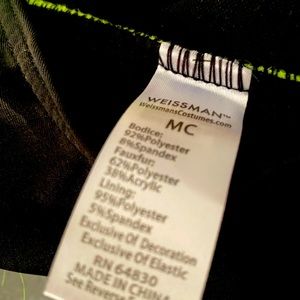 WEISSMAN™
WeissmansCostumes.com
MC
Bodice:
92%Polyester
8%Spandex
Fauxfur:
62%Polyester
38%Acrylic
Lining:
95%Polyester
5%Spandex
Exclusive Of Decoration
Exclusive Of Elastic
RN 64830
MADE IN CHINA
See Reverse